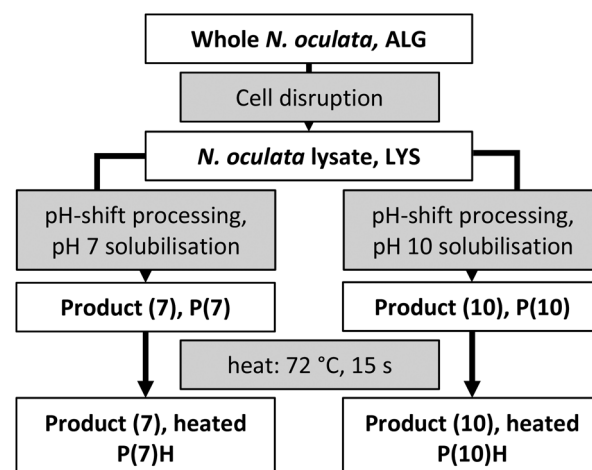 Whole N. oculata, ALG
Cell disruption
N. oculata lysate, LYS
pH-shift processing,
pH 7 solubilisation
pH-shift processing,
pH 10 solubilisation
Product (7), P(7)
Product (10), P(10)
heat: 72 °C, 15 s
Product (7), heated
P(7)H
Product (10), heated
P(10)H